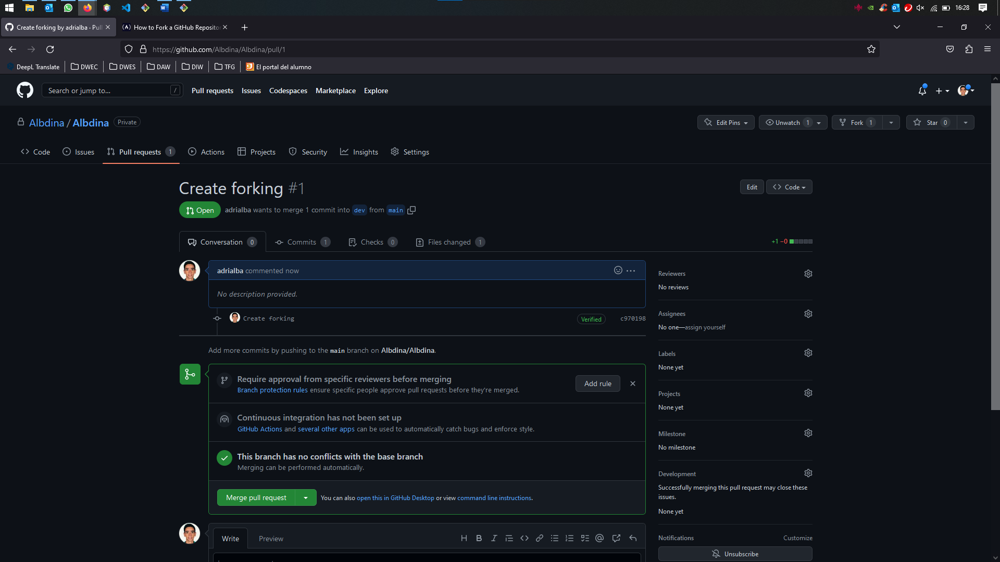 16:28
Create forking by adrialba · Pull
How to Fork a GitHub Repositor
https://github.com/Albdina/Albdina/pull/1
DeepL Translate
DWEC
DWES
DAW
DIW
TFG
El portal del alumno
Search or jump to...
/
Pull requests
Issues
Codespaces
Marketplace
Explore
Albdina / Albdina
Private
Edit Pins
Unwatch 1
Fork 1
Star 0
Code
Issues
Pull requests 1
Actions
Projects
Security
Insights
Settings
Create forking #1
Edit
Code
Open
adrialba wants to merge 1 commit into dev from main
Conversation 0
Commits 1
Checks 0
Files changed 1
+1 −0
adrialba commented now
No description provided.
Create forking
Verified
c970198
Add more commits by pushing to the main branch on Albdina/Albdina.
Require approval from specific reviewers before merging
Branch protection rules ensure specific people approve pull requests before they're merged.
Add rule
Continuous integration has not been set up
GitHub Actions and several other apps can be used to automatically catch bugs and enforce style.
This branch has no conflicts with the base branch
Merging can be performed automatically.
Merge pull request
You can also open this in GitHub Desktop or view command line instructions.
Write
Preview
Reviewers
No reviews
Assignees
No one—assign yourself
Labels
None yet
Projects
None yet
Milestone
No milestone
Development
Successfully merging this pull request may close these
issues.
None yet
Notifications
Customize
Unsubscribe